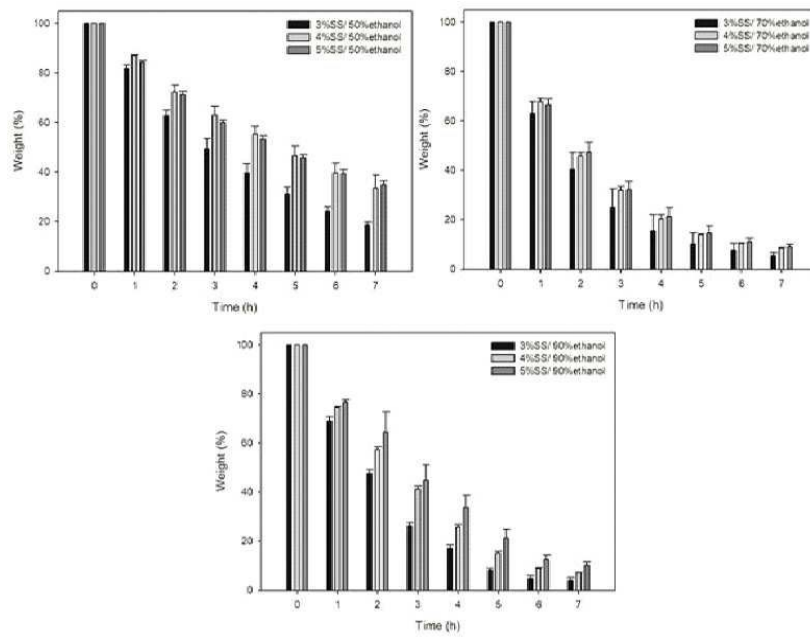 3%SS/ 50%ethanol
4%SS/ 50%ethanol
5%SS/ 50%ethanol
Weight (%)
100
80
60
40
20
0
0 1 2 3 4 5 6 7
Time (h)
3%SS/ 70%ethanol
4%SS/ 70%ethanol
5%SS/ 70%ethanol
Weight (%)
100
80
60
40
20
0
0 1 2 3 4 5 6 7
Time (h)
3%SS/ 90%ethanol
4%SS/ 90%ethanol
5%SS/ 90%ethanol
Weight (%)
100
80
60
40
20
0
0 1 2 3 4 5 6 7
Time (h)